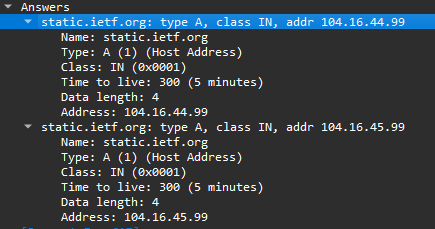 Answers
static.ietf.org: type A, class IN, addr 104.16.44.99
Name: static.ietf.org
Type: A (1) (Host Address)
Class: IN (0x0001)
Time to live: 300 (5 minutes)
Data length: 4
Address: 104.16.44.99
static.ietf.org: type A, class IN, addr 104.16.45.99
Name: static.ietf.org
Type: A (1) (Host Address)
Class: IN (0x0001)
Time to live: 300 (5 minutes)
Data length: 4
Address: 104.16.45.99